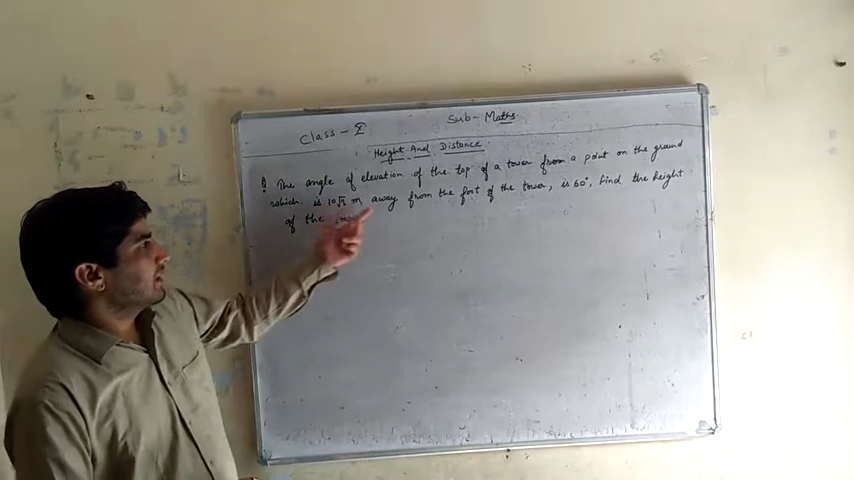 Class - X
Sub - Maths
Height And Distance
Q. The angle of elevation of the top of a tower from a point on the ground
which is 10√3 m away from the foot of the tower, is 60°, find the height
of the